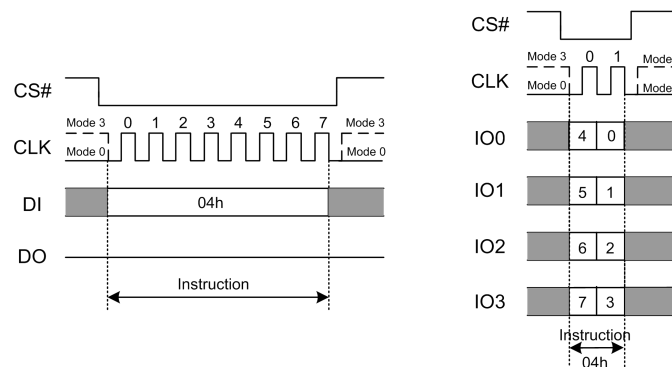 CS#
Mode 3 0 1 2 3 4 5 6 7 Mode 3
CLK
Mode 0 Mode 0
DI 04h
DO
Instruction
CS#
Mode 3 0 1 Mode
CLK
Mode 0 Mode
IO0 4 0
IO1 5 1
IO2 6 2
IO3 7 3
Instruction
04h